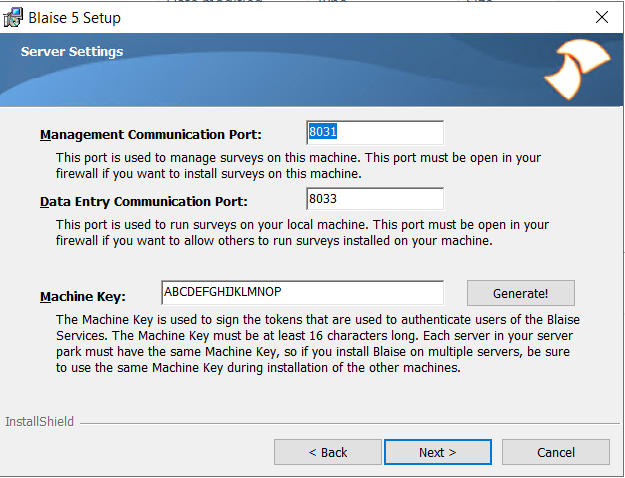 Blaise 5 Setup
Server Settings
Management Communication Port: 8031
This port is used to manage surveys on this machine. This port must be open in your
firewall if you want to install surveys on this machine.
Data Entry Communication Port: 8033
This port is used to run surveys on your local machine. This port must be open in your
firewall if you want to allow others to run surveys installed on your machine.
Machine Key: ABCDEFGHIJKLMNOP Generate!
The Machine Key is used to sign the tokens that are used to authenticate users of the Blaise
Services. The Machine Key must be at least 16 characters long. Each server in your server
park must have the same Machine Key, so if you install Blaise on multiple servers, be sure
to use the same Machine Key during installation of the other machines.
InstallShield
< Back Next > Cancel